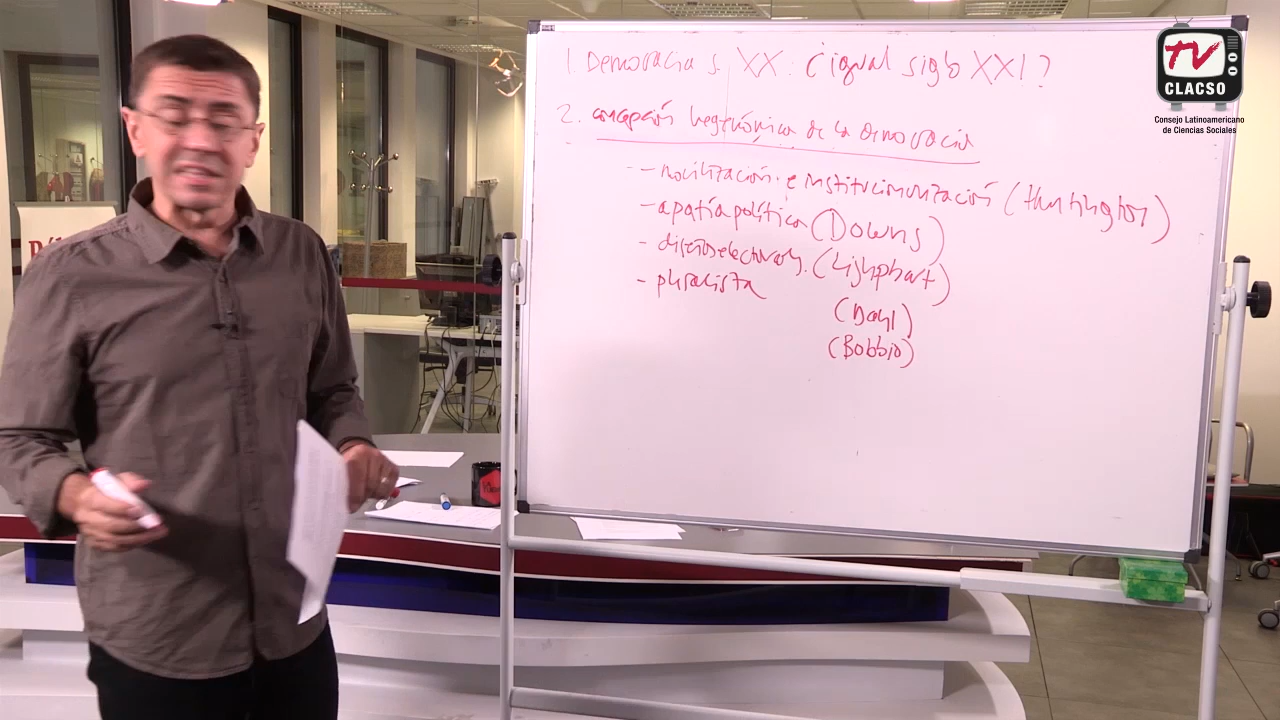 1. Democracia s. XX. ¿igual siglo XXI?
2. concepción hegemónica de la democracia
- movilización e institucionalización (Huntington)
- apatía política (Downs)
- diseños electorales. (Lijphart)
- pluralista
(Dahl)
(Bobbio)
TV
CLACSO
Consejo Latinoamericano
de Ciencias Sociales